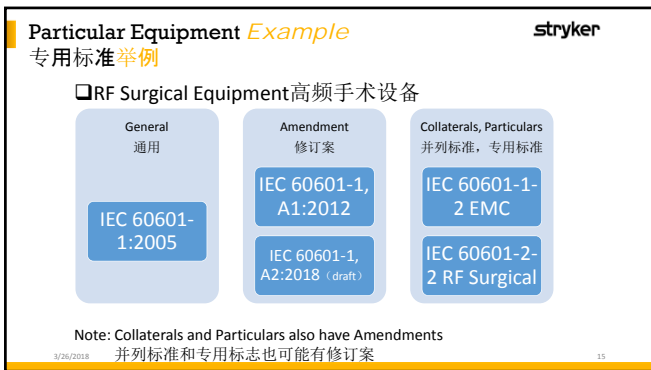 Particular Equipment Example
stryker
专用标准举例
❑RF Surgical Equipment高频手术设备
General
通用
IEC 60601-
1:2005
Amendment
修订案
IEC 60601-1,
A1:2012
IEC 60601-1,
A2:2018（draft）
Collaterals, Particulars
并列标准，专用标准
IEC 60601-1-
2 EMC
IEC 60601-2-
2 RF Surgical
Note: Collaterals and Particulars also have Amendments
并列标准和专用标志也可能有修订案
3/26/2018
15